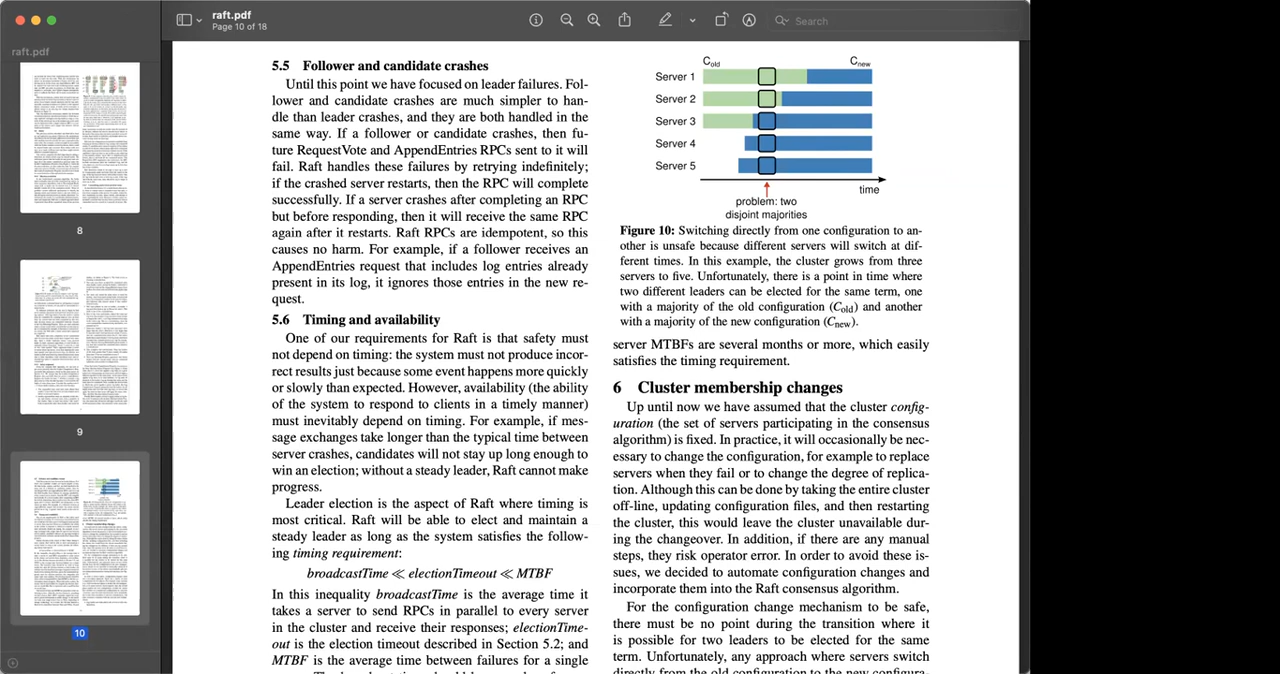 raft.pdf
Page 10 of 18
Search
raft.pdf
8
9
10
5.5 Follower and candidate crashes
Until this point we have focused on leader failures. Fol-
lower and candidate crashes are much simpler to han-
dle than leader crashes, and they are both handled in the
same way. If a follower or candidate crashes, then fu-
ture RequestVote and AppendEntries RPCs sent to it will
fail. Raft handles these failures by retrying indefinitely;
if the crashed server restarts, then the RPC will complete
successfully. If a server crashes after completing an RPC
but before responding, then it will receive the same RPC
again after it restarts. Raft RPCs are idempotent, so this
causes no harm. For example, if a follower receives an
AppendEntries request that includes log entries already
present in its log, it ignores those entries in the new re-
quest.
5.6 Timing and availability
One of our requirements for Raft is that safety must
not depend on timing: the system must not produce incor-
rect results just because some event happens more quickly
or slowly than expected. However, availability (the ability
of the system to respond to clients in a timely manner)
must inevitably depend on timing. For example, if mes-
sage exchanges take longer than the typical time between
server crashes, candidates will not stay up long enough to
win an election; without a steady leader, Raft cannot make
progress.
Leader election is the aspect of Raft where timing is
most critical. Raft will be able to elect and maintain a
steady leader as long as the system satisfies the follow-
ing timing requirement:
≪ electionTimeout ≪ MTBF
In this inequality broadcastTime is the average time it
takes a server to send RPCs in parallel to every server
in the cluster and receive their responses; electionTime-
out is the election timeout described in Section 5.2; and
MTBF is the average time between failures for a single
Cold Cnew
Server 1
Server 2
Server 3
Server 4
Server 5
time
problem: two
disjoint majorities
Figure 10: Switching directly from one configuration to an-
other is unsafe because different servers will switch at dif-
ferent times. In this example, the cluster grows from three
servers to five. Unfortunately, there is a point in time where
two different leaders can be elected for the same term, one
with a majority of the old configuration (Cold) and another
with a majority of the new configuration (Cnew).
server MTBFs are several months or more, which easily
satisfies the timing requirement.
6 Cluster membership changes
Up until now we have assumed that the cluster config-
uration (the set of servers participating in the consensus
algorithm) is fixed. In practice, it will occasionally be nec-
essary to change the configuration, for example to replace
servers when they fail or to change the degree of replica-
tion. Although this can be done by taking the entire cluster
off-line, updating configuration files, and then restarting
the cluster, this would leave the cluster unavailable dur-
ing the changeover. In addition, if there are any manual
steps, they risk operator error. In order to avoid these is-
sues, we decided to automate configuration changes and
incorporate them into the Raft consensus algorithm.
For the configuration change mechanism to be safe,
there must be no point during the transition where it
is possible for two leaders to be elected for the same
term. Unfortunately, any approach where servers switch
directly from the old configuration to the new configura-